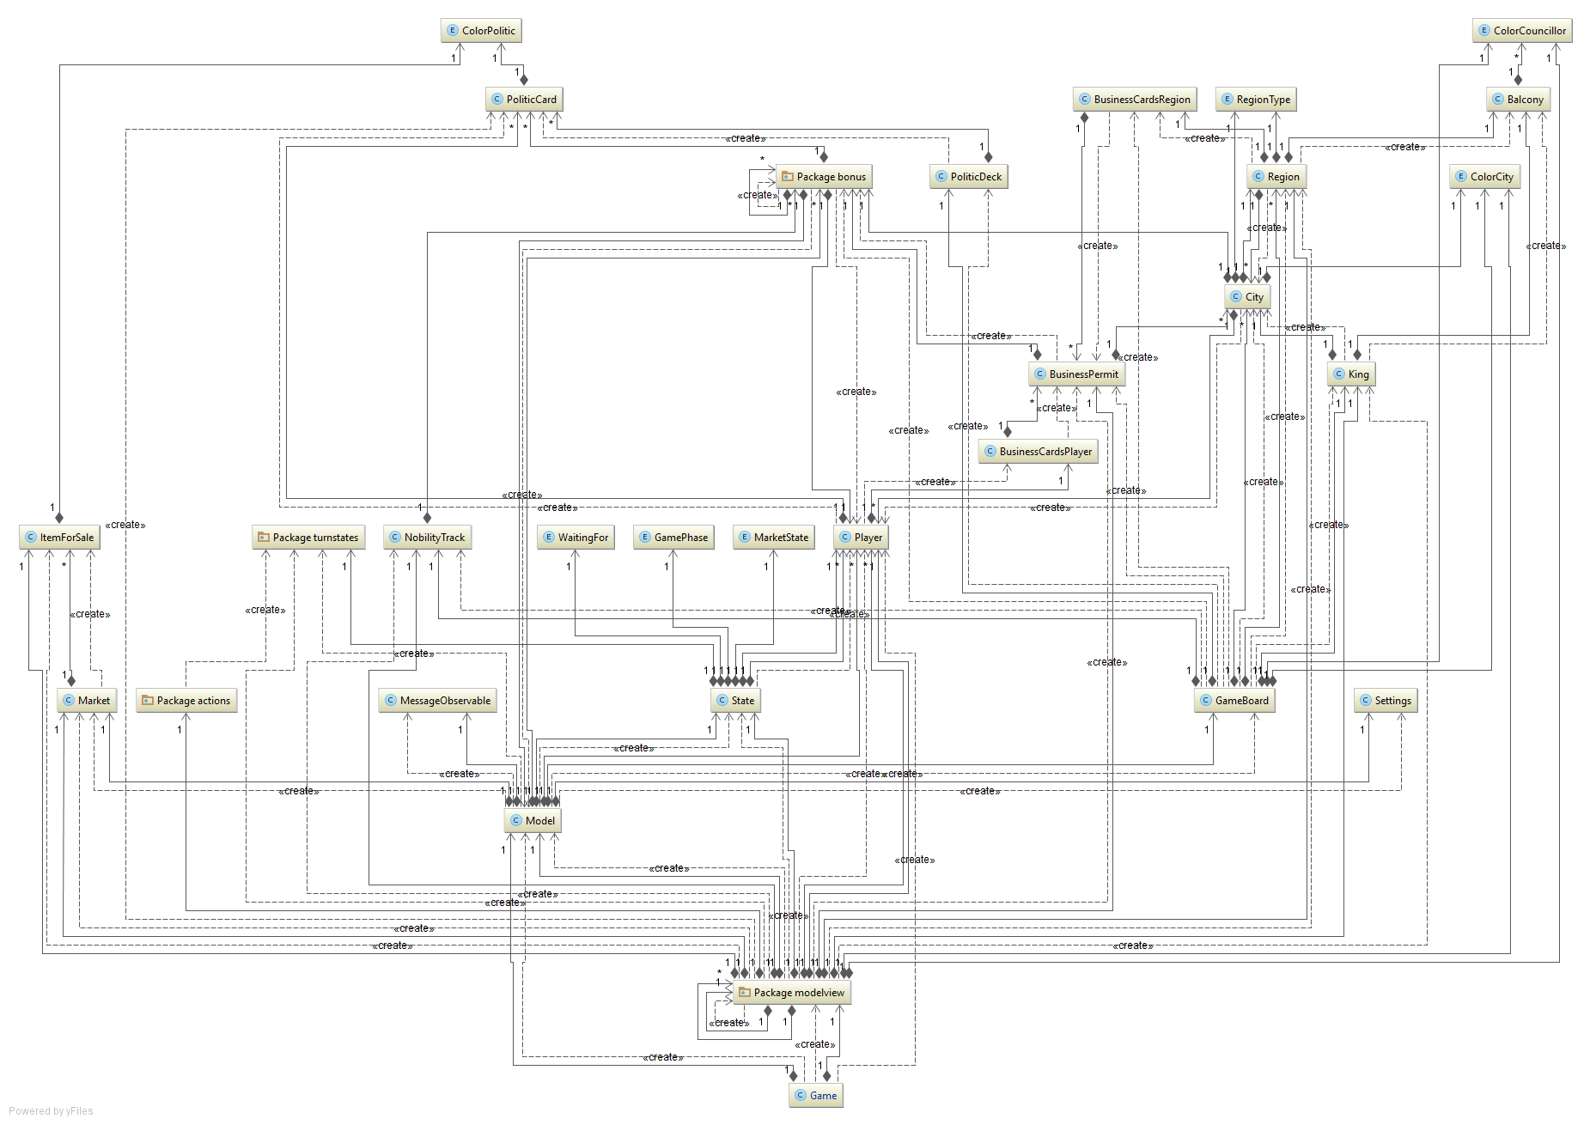 E ColorPolitic
E ColorCouncillor
C PoliticCard
C BusinessCardsRegion
E RegionType
C Balcony
«create»
«create»
Package bonus
C PoliticDeck
C Region
E ColorCity
«create»
«create»
«create»
«create»
C City
«create»
«create»
«create»
C BusinessPermit
C King
«create»
«create»
«create»
«create»
«create»
C BusinessCardsPlayer
«create»
«create»
«create»
«create»
«create»
«create»
«create»
«create»
C ItemForSale
Package turnstates
C NobilityTrack
E WaitingFor
E GamePhase
E MarketState
C Player
«create»
«create»
«create»
«create»
«create»
«create»
«create»
C Market
Package actions
C MessageObservable
C State
C GameBoard
C Settings
«create»
«create»
«create»
«create»
«create»
«create»
C Model
«create»
«create»
«create»
«create»
«create»
«create»
«create»
«create»
Package modelview
«create»
«create»
«create»
C Game
Powered by yFiles